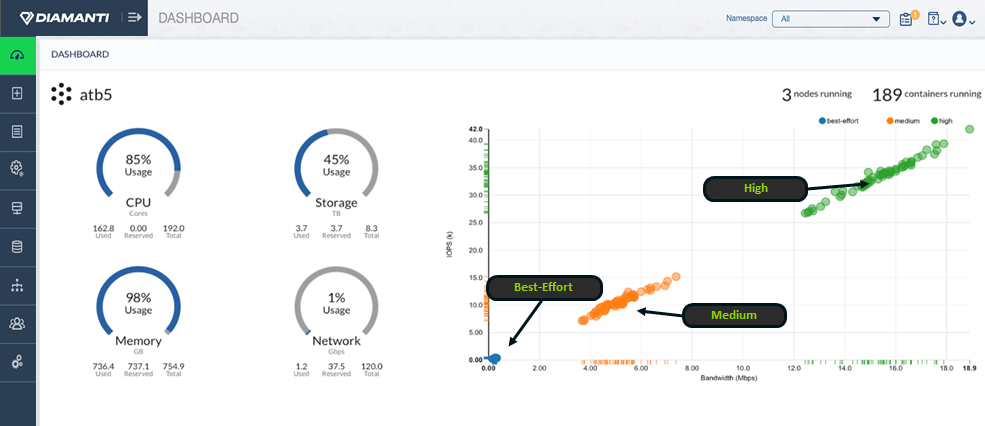 DIAMANTI
DASHBOARD
Namespace All 1 ?
DASHBOARD
atb5
3 nodes running 189 containers running
85% Usage
CPU
Cores
162.8 0.00 192.0
Used Reserved Total
45% Usage
Storage
TB
3.7 3.7 8.3
Used Reserved Total
98% Usage
Memory
GB
736.4 737.1 754.9
Used Reserved Total
1% Usage
Network
Gbps
1.2 37.5 120.0
Used Reserved Total
best-effort medium high
42.0
40.0
35.0
30.0
25.0
20.0
15.0
10.0
5.00
0.00
IOPS (k)
High
Best-Effort
Medium
0.00 2.00 4.00 6.00 8.00 10.0 12.0 14.0 16.0 18.0 18.9
Bandwidth (Mbps)